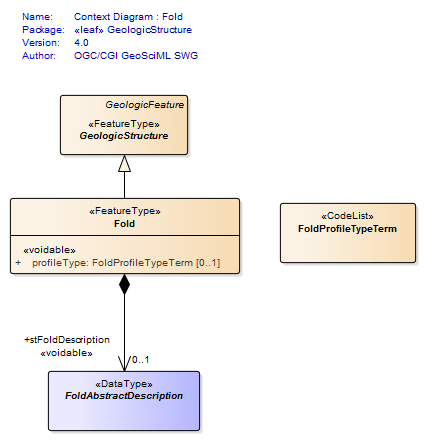 Name: Context Diagram : Fold
Package: «leaf» GeologicStructure
Version: 4.0
Author: OGC/CGI GeoSciML SWG
GeologicFeature
«FeatureType»
GeologicStructure
«FeatureType»
Fold
«voidable»
+ profileType: FoldProfileTypeTerm [0..1]
«CodeList»
FoldProfileTypeTerm
+stFoldDescription
«voidable»
0..1
«DataType»
FoldAbstractDescription